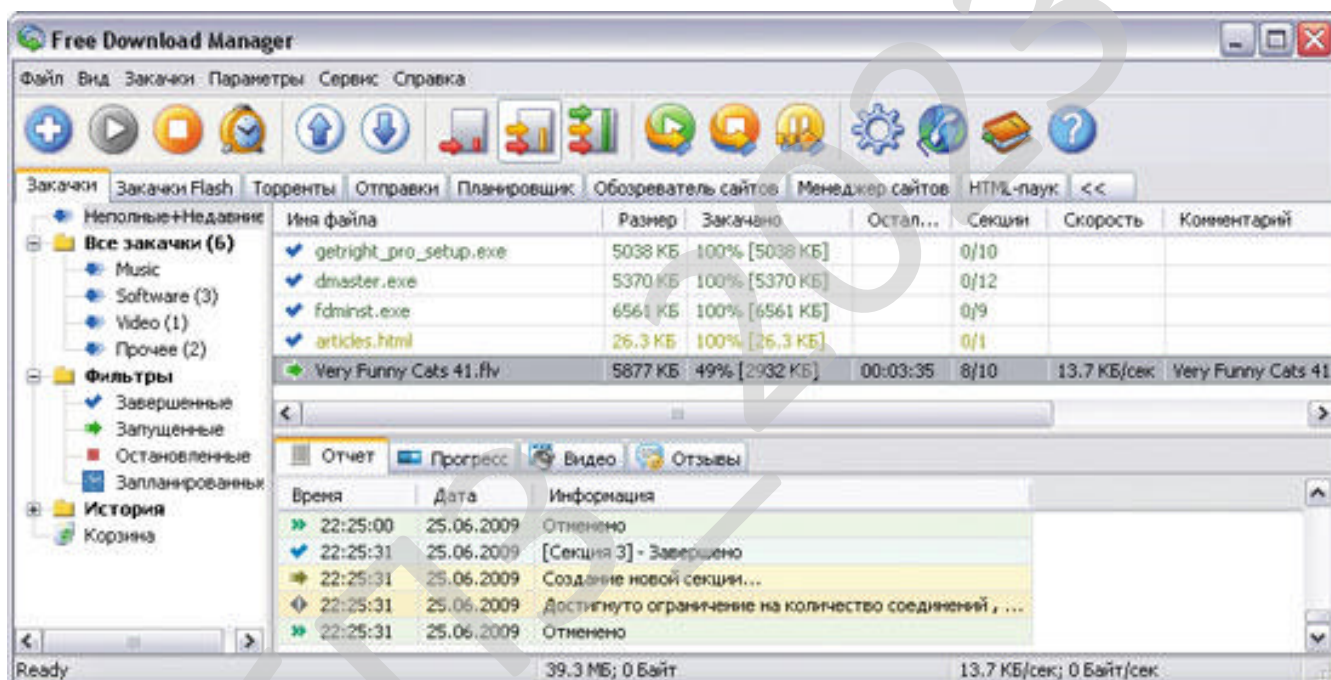 Free Download Manager
Файл Вид Закачки Параметры Сервис Справка
Закачки Закачки Flash Торренты Отправки Планировщик Обозреватель сайтов Менеджер сайтов HTML-паук <<
Неполные+Недавние
Все закачки (6)
Music
Software (3)
Video (1)
Прочее (2)
Фильтры
Завершенные
Запущенные
Остановленные
Запланированные
История
Корзина
Имя файла Размер Закачано Остал... Секции Скорость Комментарий
getright_pro_setup.exe 5038 КБ 100% [5038 КБ] 0/10
dmaster.exe 5370 КБ 100% [5370 КБ] 0/12
fdminst.exe 6561 КБ 100% [6561 КБ] 0/9
articles.html 26.3 КБ 100% [26.3 КБ] 0/1
Very Funny Cats 41.flv 5877 КБ 49% [2932 КБ] 00:03:35 8/10 13.7 КБ/сек Very Funny Cats 41
Отчет Прогресс Видео Отзывы
Время Дата Информация
22:25:00 25.06.2009 Отменено
22:25:31 25.06.2009 [Секция 3] - Завершено
22:25:31 25.06.2009 Создание новой секции...
22:25:31 25.06.2009 Достигнуто ограничение на количество соединений , ...
22:25:31 25.06.2009 Отменено
Ready 39.3 МБ; 0 Байт 13.7 КБ/сек; 0 Байт/сек